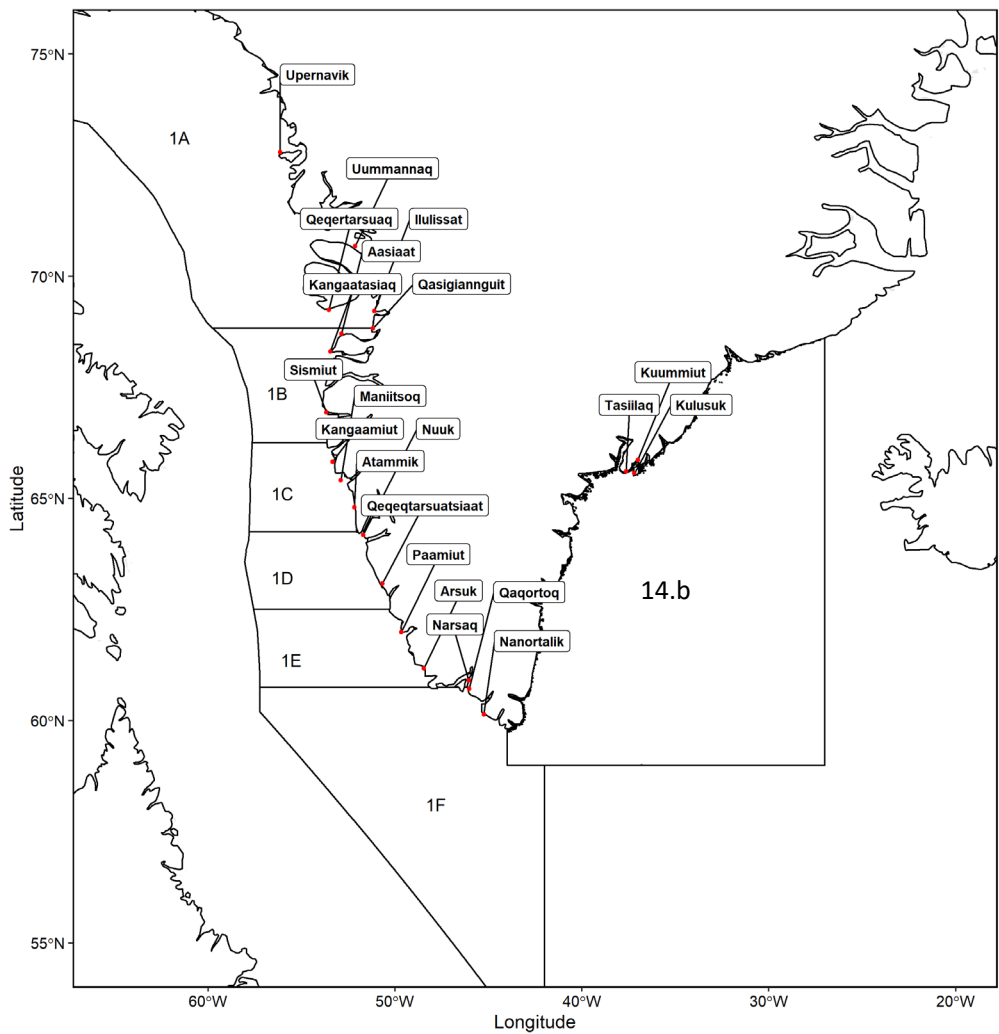 75°N
Upernavik
1A
Uummannaq
Qeqertarsuaq
Ilulissat
Aasiaat
70°N
Kangaatasiaq
Qasigiannguit
Sismiut
Kuummiut
1B
Maniitsoq
Tasiilaq
Kulusuk
Kangaamiut
Nuuk
Atammik
65°N
1C
Qeqeqtarsuatsiaat
Paamiut
1D
Arsuk
Qaqortoq
14.b
Narsaq
Nanortalik
1E
60°N
1F
55°N
60°W
50°W
40°W
30°W
20°W
Longitude
Latitude